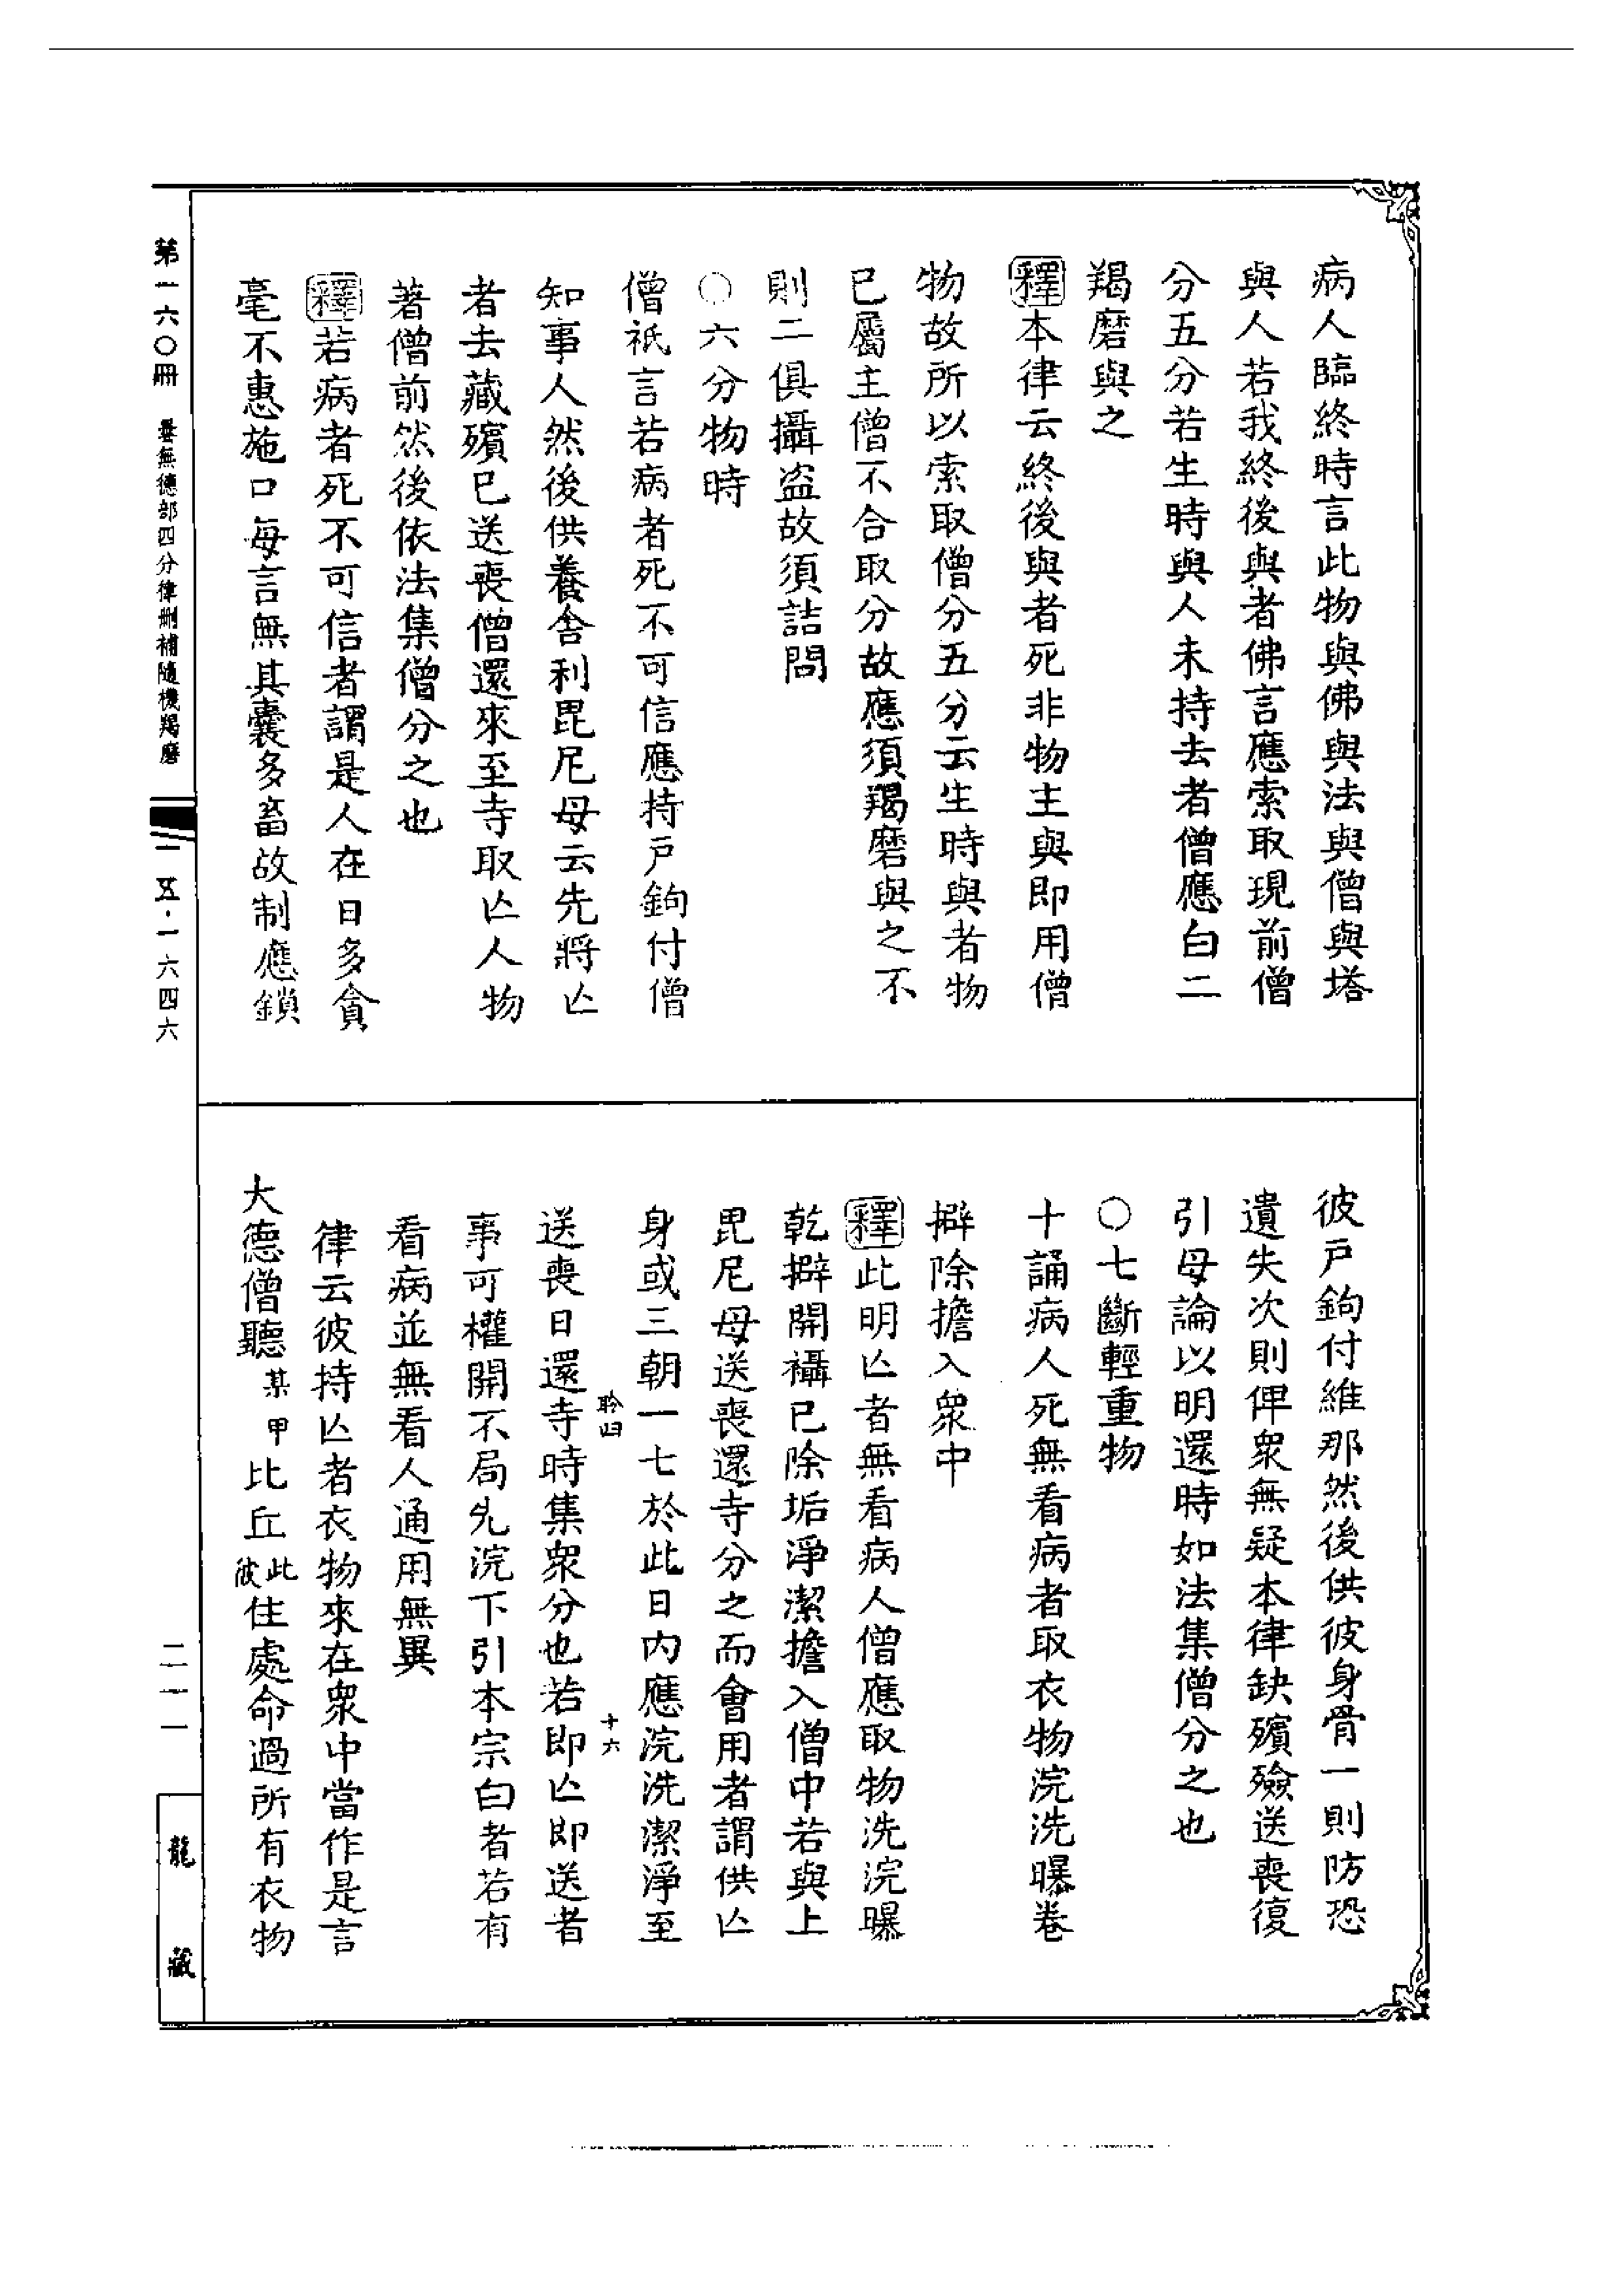 病人臨終時言此物與佛與法與僧與塔
與人若我終後與者佛言應索取現前僧
分五分若生時與人未持去者僧應白二
羯磨與之
釋本律云終後與者死非物主與即用僧
物故所以索取僧分五分云生時與者物
已屬主僧不合取分故應須羯磨與之不
則二俱攝盜故須詰問
○六分物時
僧祇言若病者死不可信應持戶鉤付僧
知事人然後供養舍利毘尼母云先將亾
者去藏殯已送喪僧還來至寺取亾人物
著僧前然後依法集僧分之也
釋若病者死不可信者謂是人在日多貪
毫不惠施口每言無其囊多畜故制應鎖
彼戶鉤付維那然後供彼身骨一則防恐
遺失次則俾衆無疑本律缺殯殮送喪復
引母論以明還時如法集僧分之也
○七斷輕重物
十誦病人死無看病者取衣物浣洗曝卷
擗除擔入衆中
釋此明亾者無看病人僧應取物洗浣曝
乾擗開襵已除垢淨潔擔入僧中若與上
毘尼母送喪還寺分之而會用者謂供亾
身或三朝一七於此日內應浣洗潔淨至
聆四 十六
送喪日還寺時集衆分也若即亾即送者
事可權開不局先浣下引本宗白者若有
看病並無看人通用無異
律云彼持亾者衣物來在衆中當作是言
大德僧聽某甲比丘此彼住處命過所有衣物
第一六〇冊 曇無德部四分律刪補隨機羯磨
一五·一六四六
二一一
龍藏